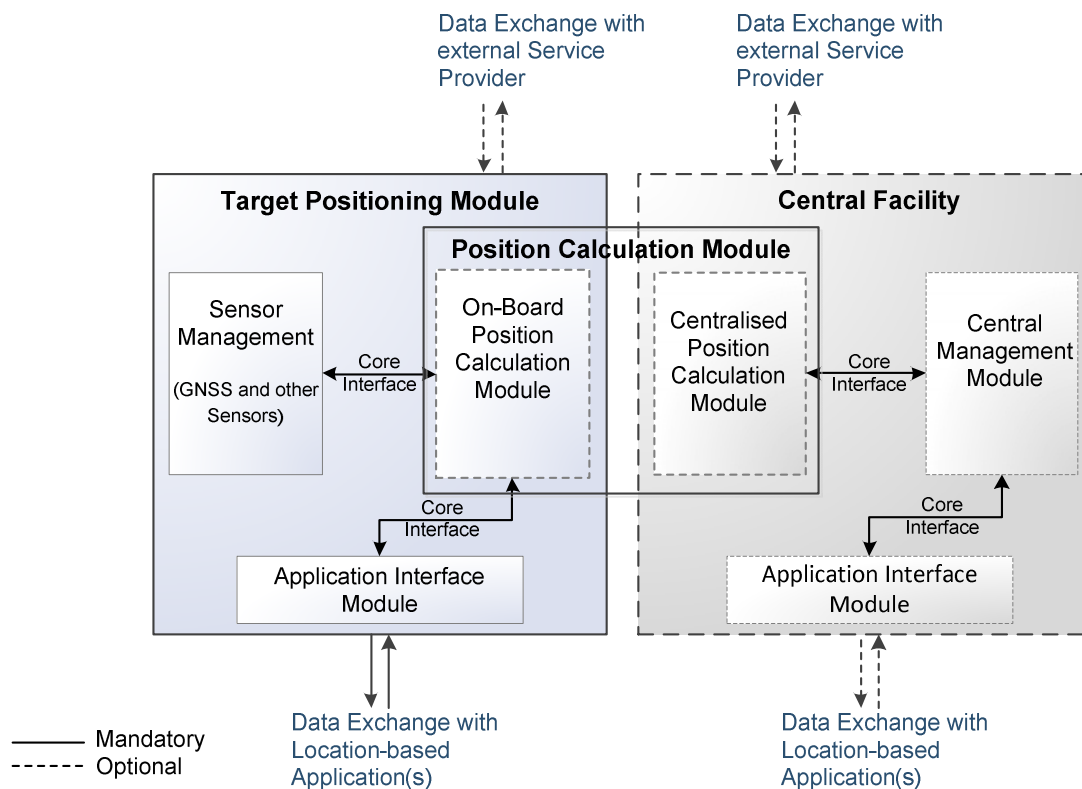 Data Exchange with
external Service
Provider
Data Exchange with
external Service
Provider
Target Positioning Module
Central Facility
Position Calculation Module
Sensor
Management
(GNSS and other
Sensors)
Core
Interface
On-Board
Position
Calculation
Module
Centralised
Position
Calculation
Module
Core
Interface
Central
Management
Module
Core
Interface
Core
Interface
Application Interface
Module
Application Interface
Module
Data Exchange with
Location-based
Application(s)
Data Exchange with
Location-based
Application(s)
Mandatory
Optional